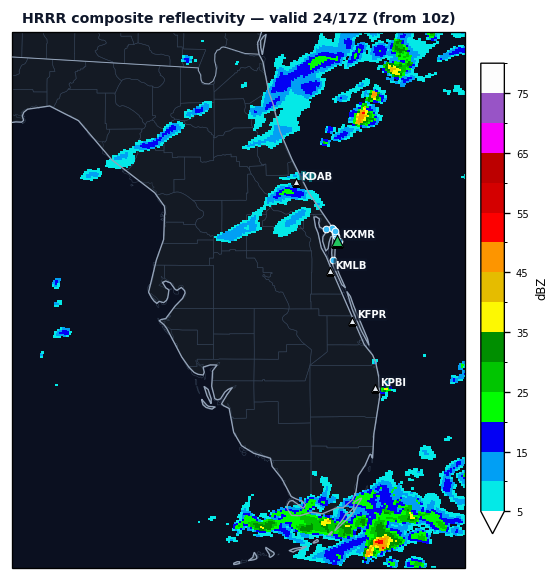 HRRR composite reflectivity — valid 24/17Z (from 10z)
75
65
55
45
35
25
15
5
dBZ
KDAB
KXMR
KMLB
KFPR
KPBI